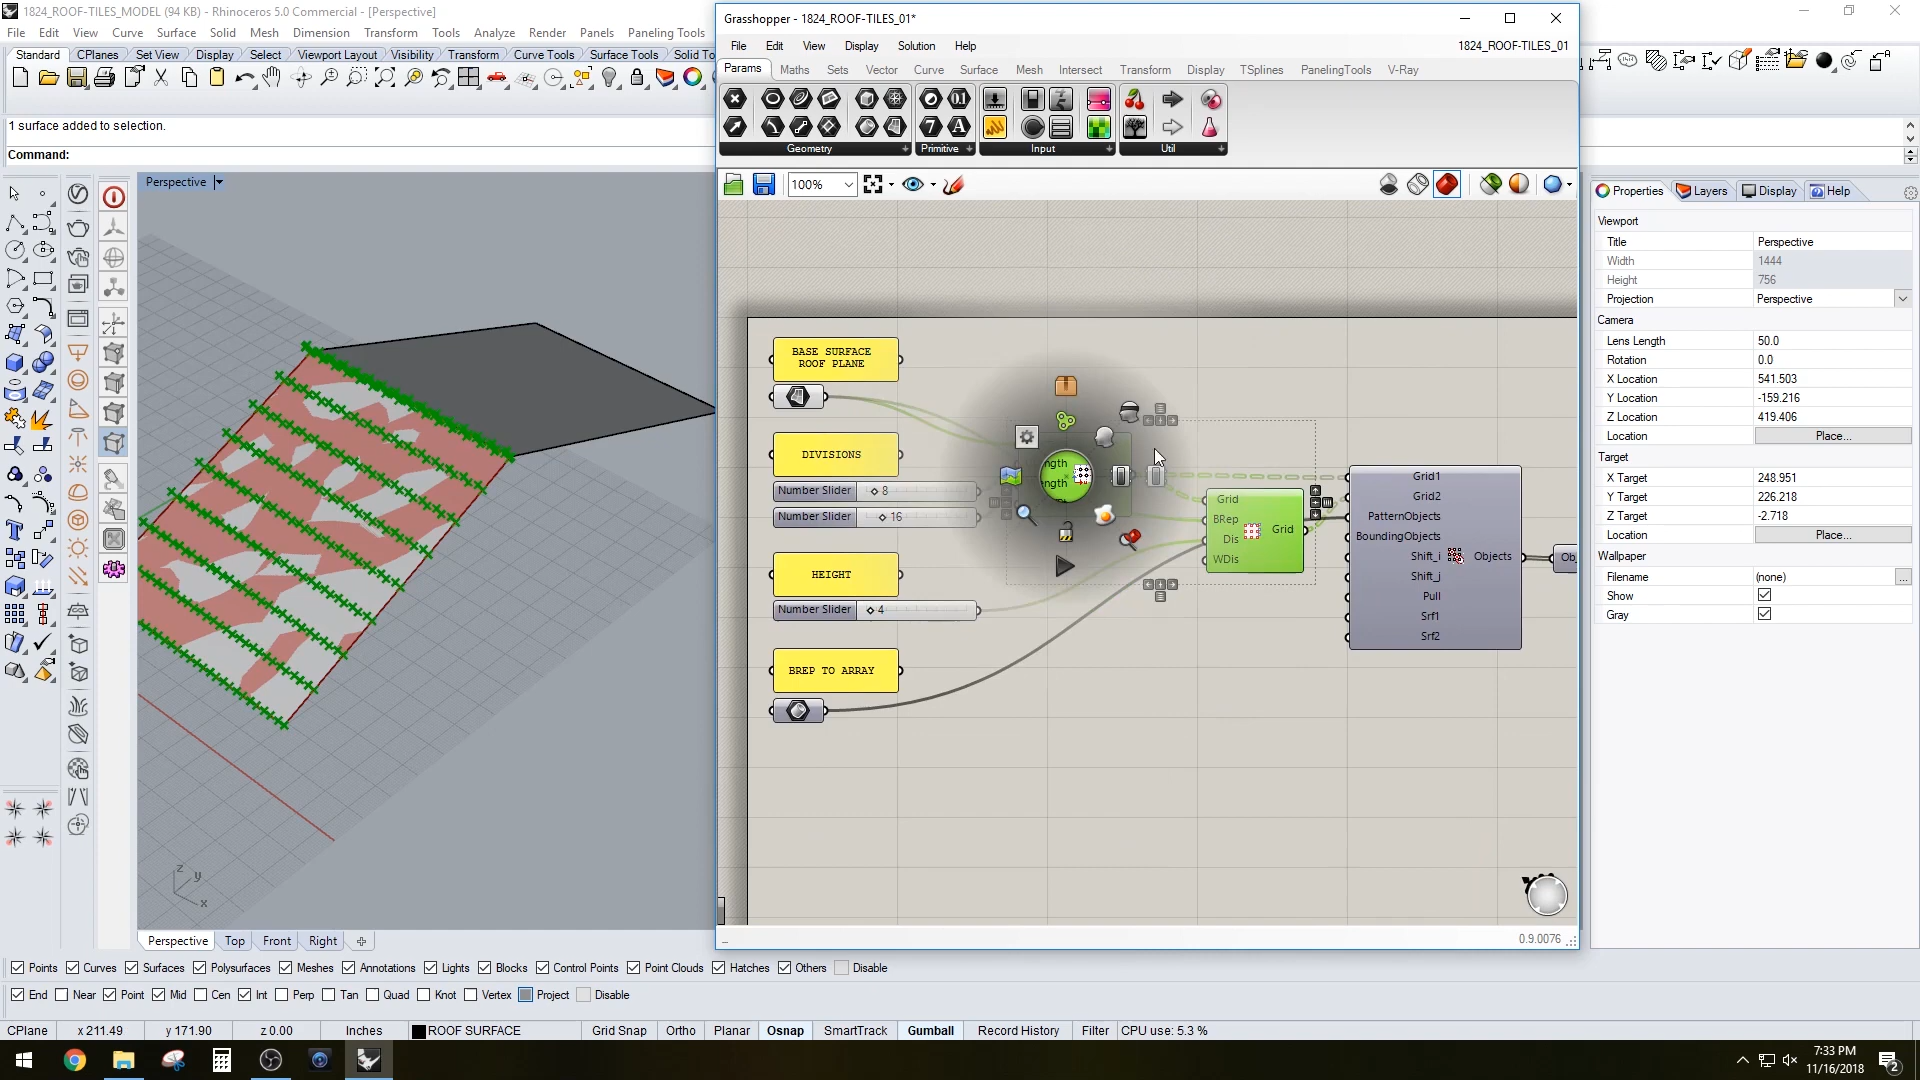 1824_ROOF-TILES_MODEL (94 KB) - Rhinoceros 5.0 Commercial - [Perspective]
File Edit View Curve Surface Solid Mesh Dimension Transform Tools Analyze Render Panels Paneling Tools
Standard CPlanes Set View Display Select Viewport Layout Visibility Transform Curve Tools Surface Tools Solid To
1 surface added to selection.
Command:
Perspective
Grasshopper - 1824_ROOF-TILES_01*
File Edit View Display Solution Help
1824_ROOF-TILES_01
Params Maths Sets Vector Curve Surface Mesh Intersect Transform Display TSplines PanelingTools V-Ray
Geometry Primitive Input Util
100%
BASE SURFACE
ROOF PLANE
DIVISIONS
Number Slider 8
Number Slider 16
HEIGHT
Number Slider 4
BREP TO ARRAY
ngth
ength
Grid
BRep
Dis
WDis
Grid
Grid1
Grid2
PatternObjects
BoundingObjects
Shift_i
Shift_j
Pull
Srf1
Srf2
Objects
Obj
0.9.0076
Properties Layers Display Help
Viewport
Title Perspective
Width 1444
Height 756
Projection Perspective
Camera
Lens Length 50.0
Rotation 0.0
X Location 541.503
Y Location -159.216
Z Location 419.406
Location Place...
Target
X Target 248.951
Y Target 226.218
Z Target -2.718
Location Place...
Wallpaper
Filename (none) ...
Show
Gray
z y x
Perspective Top Front Right
Points Curves Surfaces Polysurfaces Meshes Annotations Lights Blocks Control Points Point Clouds Hatches Others Disable
End Near Point Mid Cen Int Perp Tan Quad Knot Vertex Project Disable
CPlane x 211.49 y 171.90 z 0.00 Inches ROOF SURFACE Grid Snap Ortho Planar Osnap SmartTrack Gumball Record History Filter CPU use: 5.3 %
7:33 PM
11/16/2018
2